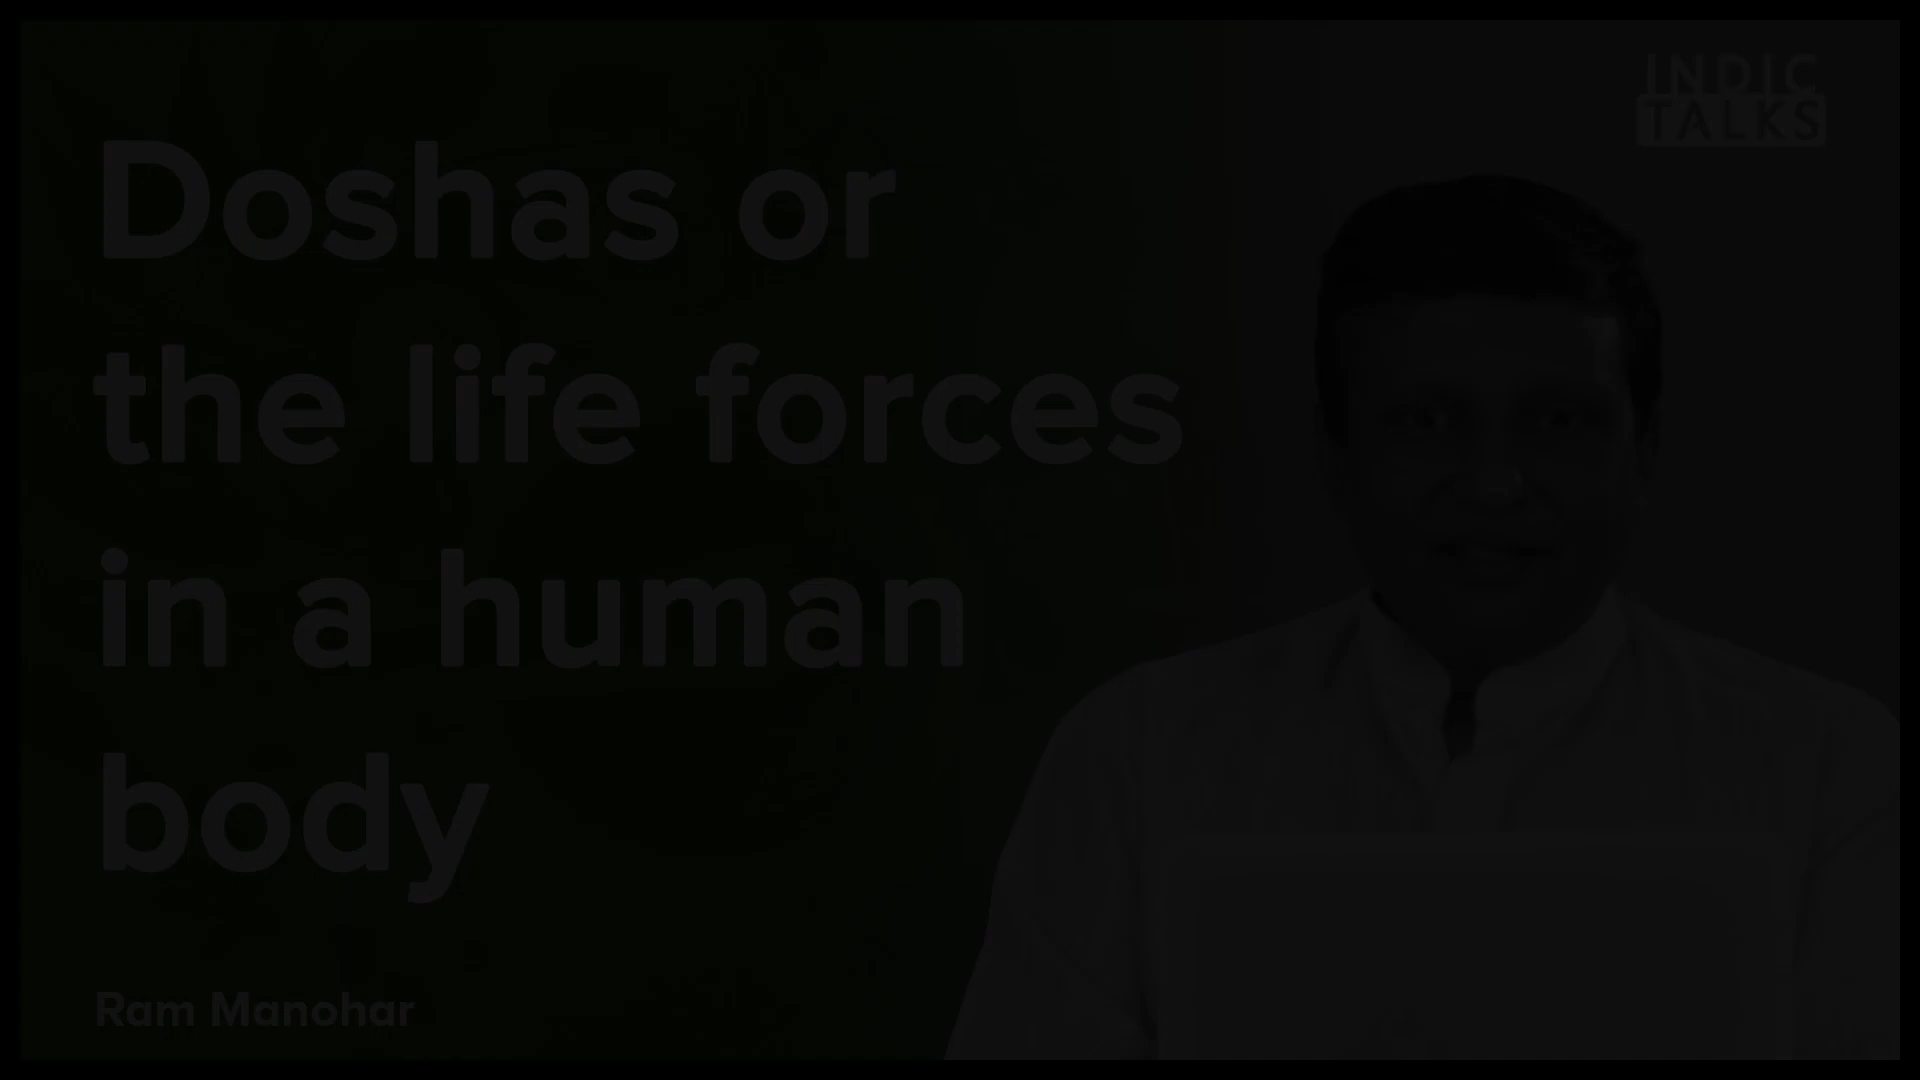 INDIC
TALKS
Doshas or
the life forces
in a human
body
Ram Manohar